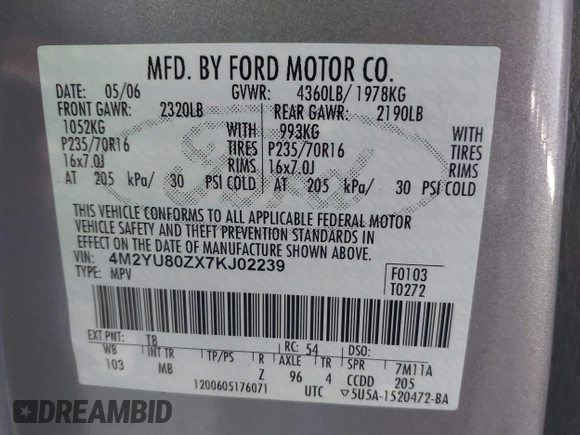 MFD. BY FORD MOTOR CO.
DATE: 05/06 GVWR: 4360LB/ 1978KG
FRONT GAWR: 2320LB REAR GAWR: 2190LB
1052KG WITH 993KG WITH
P235/70R16 TIRES P235/70R16 TIRES
16x7.0J RIMS 16x7.0J RIMS
AT 205 kPa/ 30 PSI COLD AT 205 kPa/ 30 PSI COLD
Ford
THIS VEHICLE CONFORMS TO ALL APPLICABLE FEDERAL MOTOR
VEHICLE SAFETY AND THEFT PREVENTION STANDARDS IN
EFFECT ON THE DATE OF MANUFACTURE SHOWN ABOVE.
VIN: 4M2YU80ZX7KJ02239 F0103
TYPE: MPV T0272
EXT PNT: T8 RC: 54 DSO:
WB INT TR TP/PS R AXLE TR SPR 7M11A
103 MB Z 96 4 CCDD 205
1200605176071 UTC ▽5U5A-1520472-BA
DREAMBID